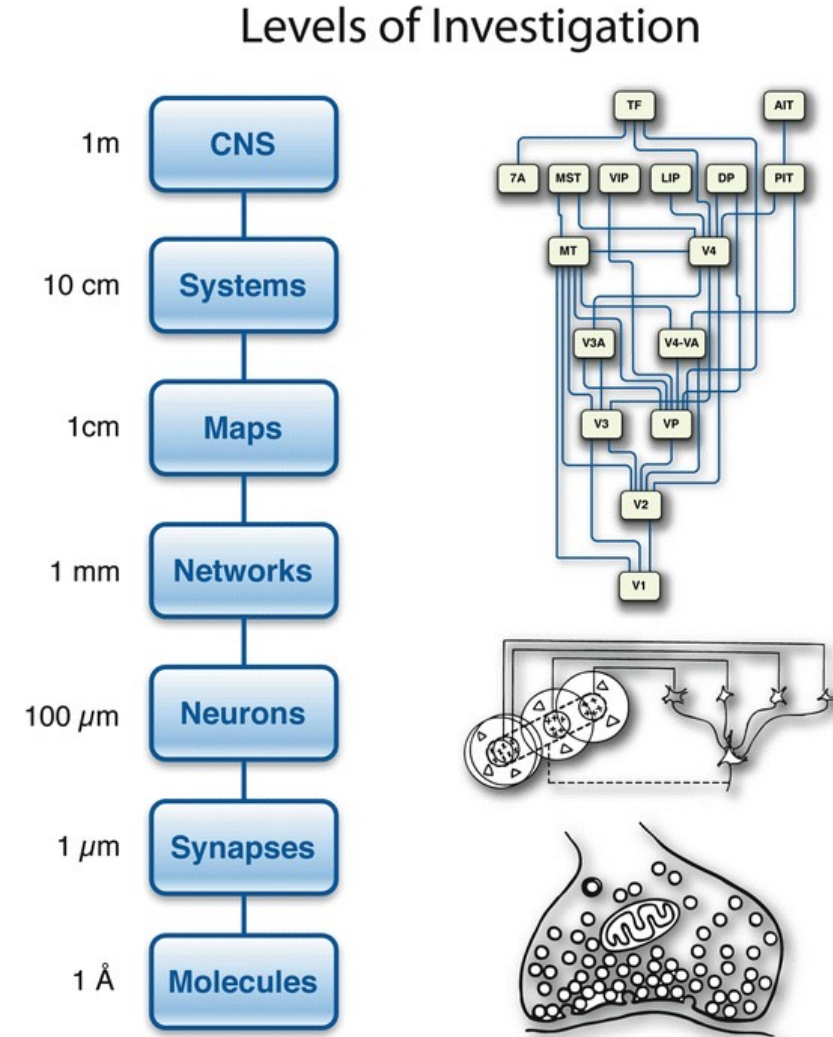 Levels of Investigation
1m
CNS
10 cm
Systems
1cm
Maps
1 mm
Networks
100 µm
Neurons
1 µm
Synapses
1 Å
Molecules
TF
AIT
7A
MST
VIP
LIP
DP
PIT
MT
V4
V3A
V4-VA
V3
VP
V2
V1